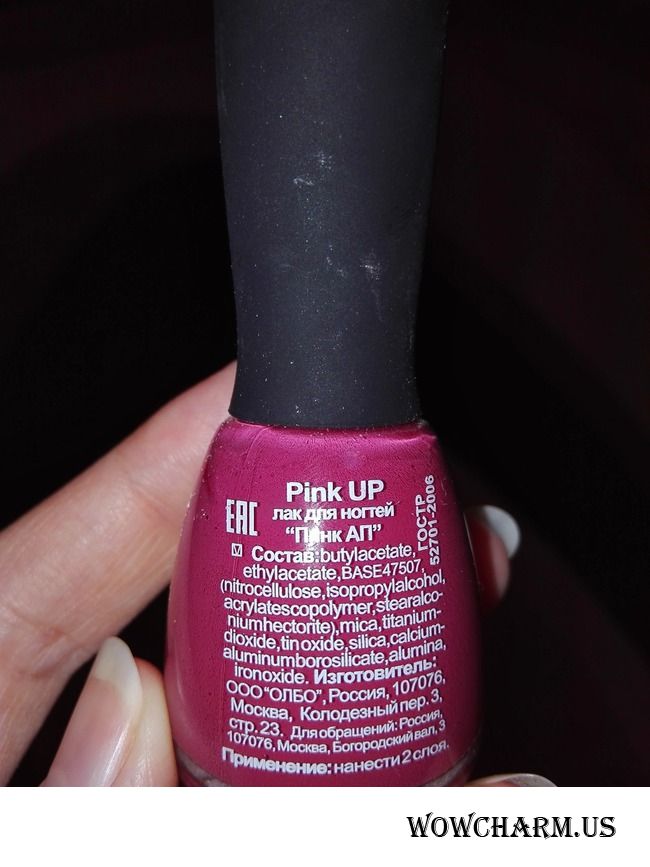 Pink UP
лак для ногтей
"Пинк АП"
EAC
ГОСТР
52701-2006
Состав: butylacetate,
ethylacetate, BASE47507,
(nitrocellulose, isopropylalcohol,
acrylatescopolymer, stearalco-
niumhectorite), mica, titanium-
dioxide, tin oxide, silica, calcium-
aluminumborosilicate, alumina,
ironoxide. Изготовитель:
ООО "ОЛБО", Россия, 107076,
Москва, Колодезный пер. 3,
стр. 23. Для обращений: Россия,
107076, Москва, Богородский вал, 3
Применение: нанести 2 слоя.
WOWCHARM.US